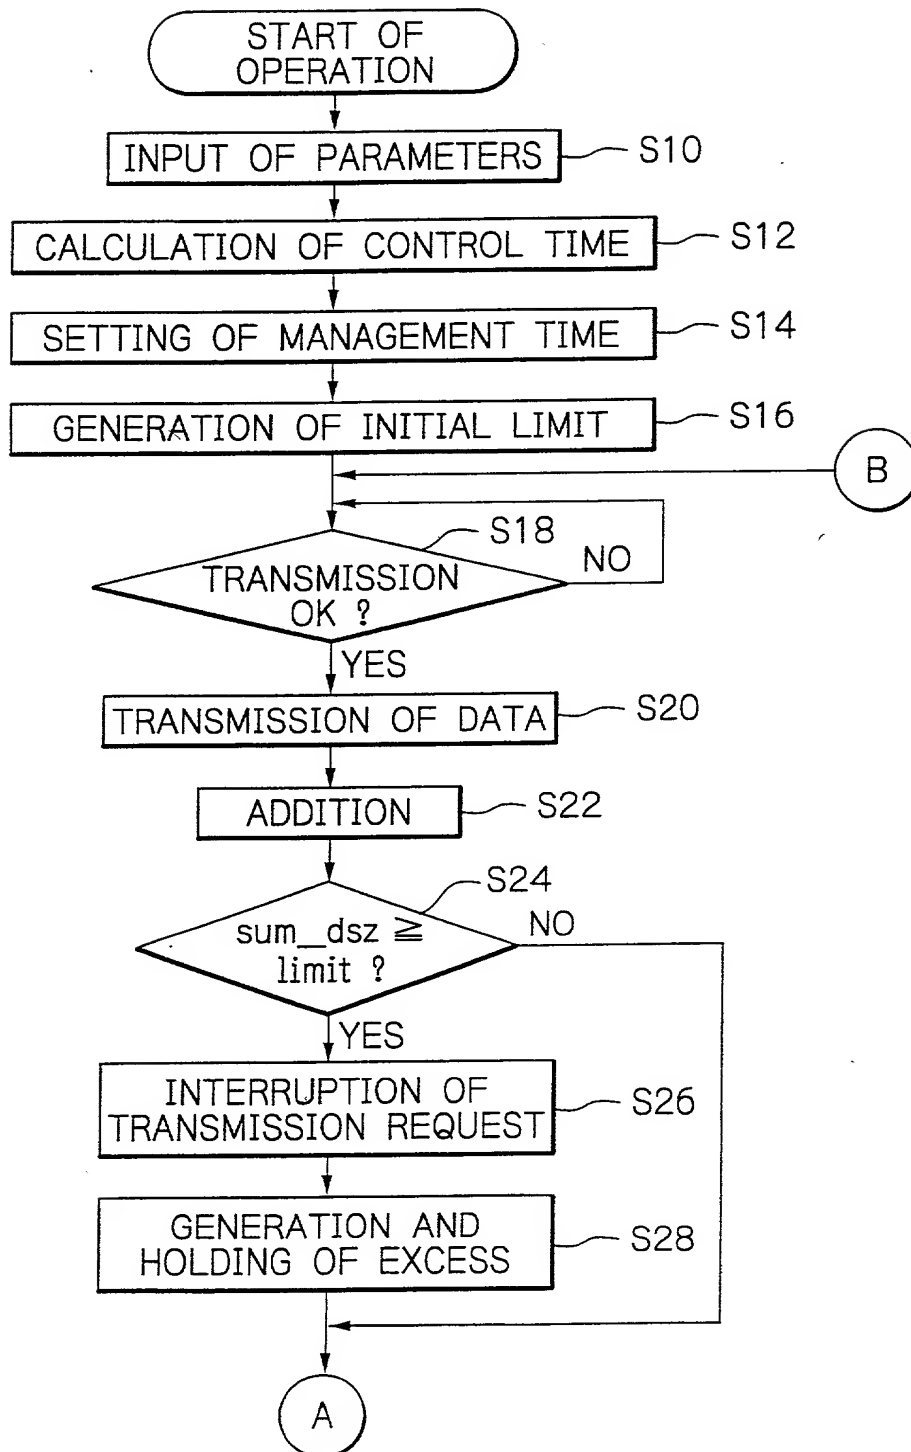 START OF
OPERATION
INPUT OF PARAMETERS
S10
CALCULATION OF CONTROL TIME
S12
SETTING OF MANAGEMENT TIME
S14
GENERATION OF INITIAL LIMIT
S16
B
S18
TRANSMISSION
OK ?
NO
YES
TRANSMISSION OF DATA
S20
ADDITION
S22
S24
sum_dsz ≧
limit ?
NO
YES
INTERRUPTION OF
TRANSMISSION REQUEST
S26
GENERATION AND
HOLDING OF EXCESS
S28
A